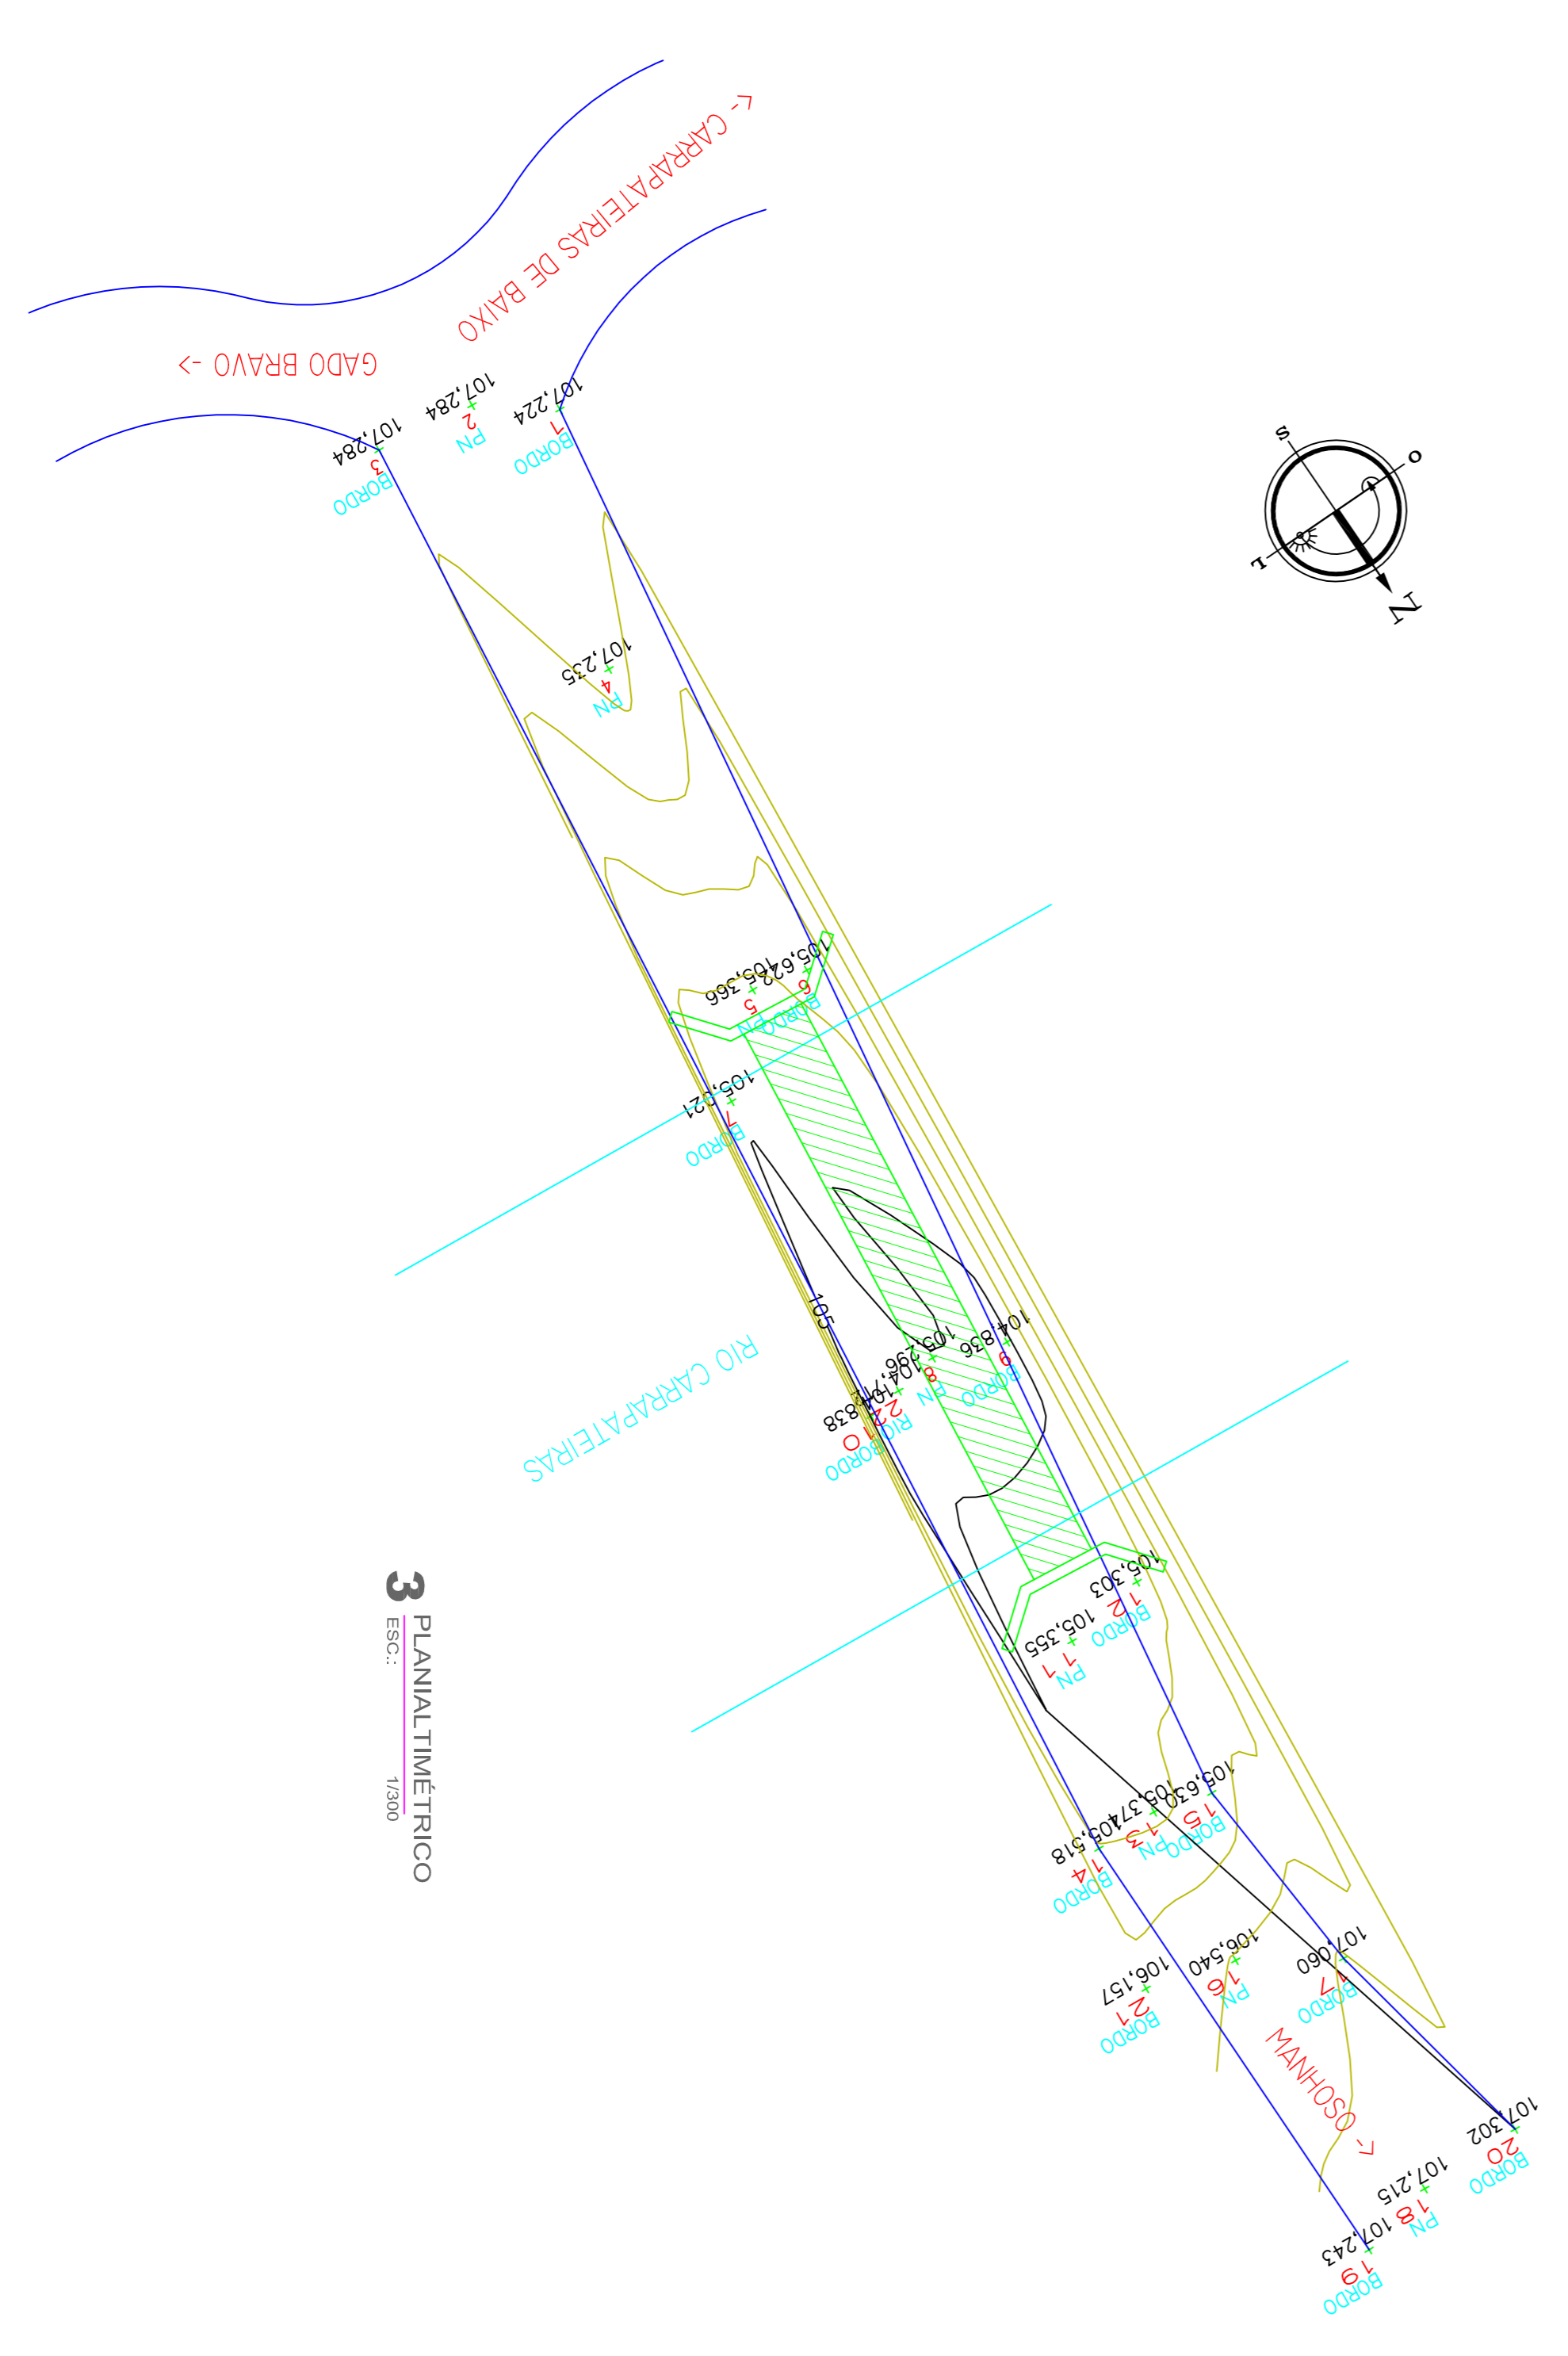 <- CARRAPATEIRAS DE BAIXO
GADO BRAVO ->
107,284
3
BORDO
107,284
2
PN
107,224
1
BORDO
S
O
L
N
107,235
4
PN
105,366
5
PN
105,624
6
BORDO
7
BORDO
105
RIO CARRAPATEIRAS
104,836
9
BORDO
105,296
8
PN
22
RIO
104,838
10
BORDO
105,303
12
BORDO
105,355
11
PN
105,630
15
BORDO
105,374
13
PN
105,518
14
BORDO
106,540
16
PN
106,157
21
BORDO
107,060
17
BORDO
MANHOSO ->
107,302
20
BORDO
107,215
18
PN
107,243
19
BORDO
3
PLANIALTIMÉTRICO
ESC.: 1/300